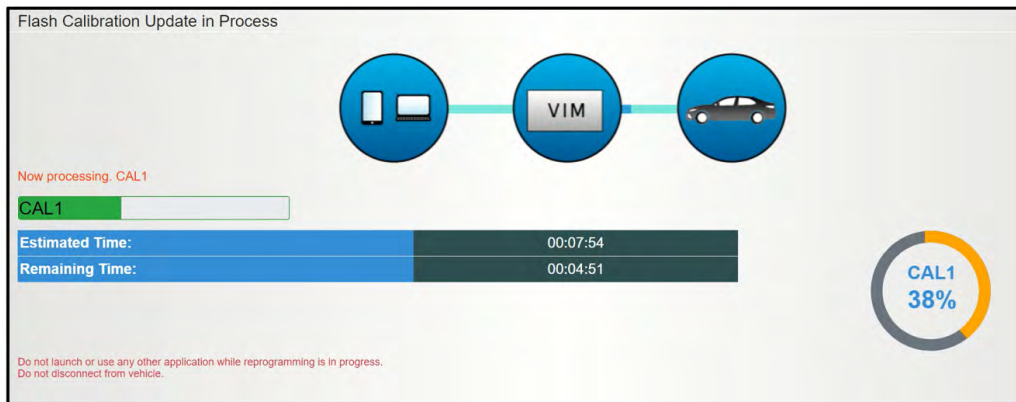 Flash Calibration Update in Process
VIM
Now processing. CAL1
CAL1
Estimated Time: 00:07:54
Remaining Time: 00:04:51
CAL1
38%
Do not launch or use any other application while reprogramming is in progress.
Do not disconnect from vehicle.